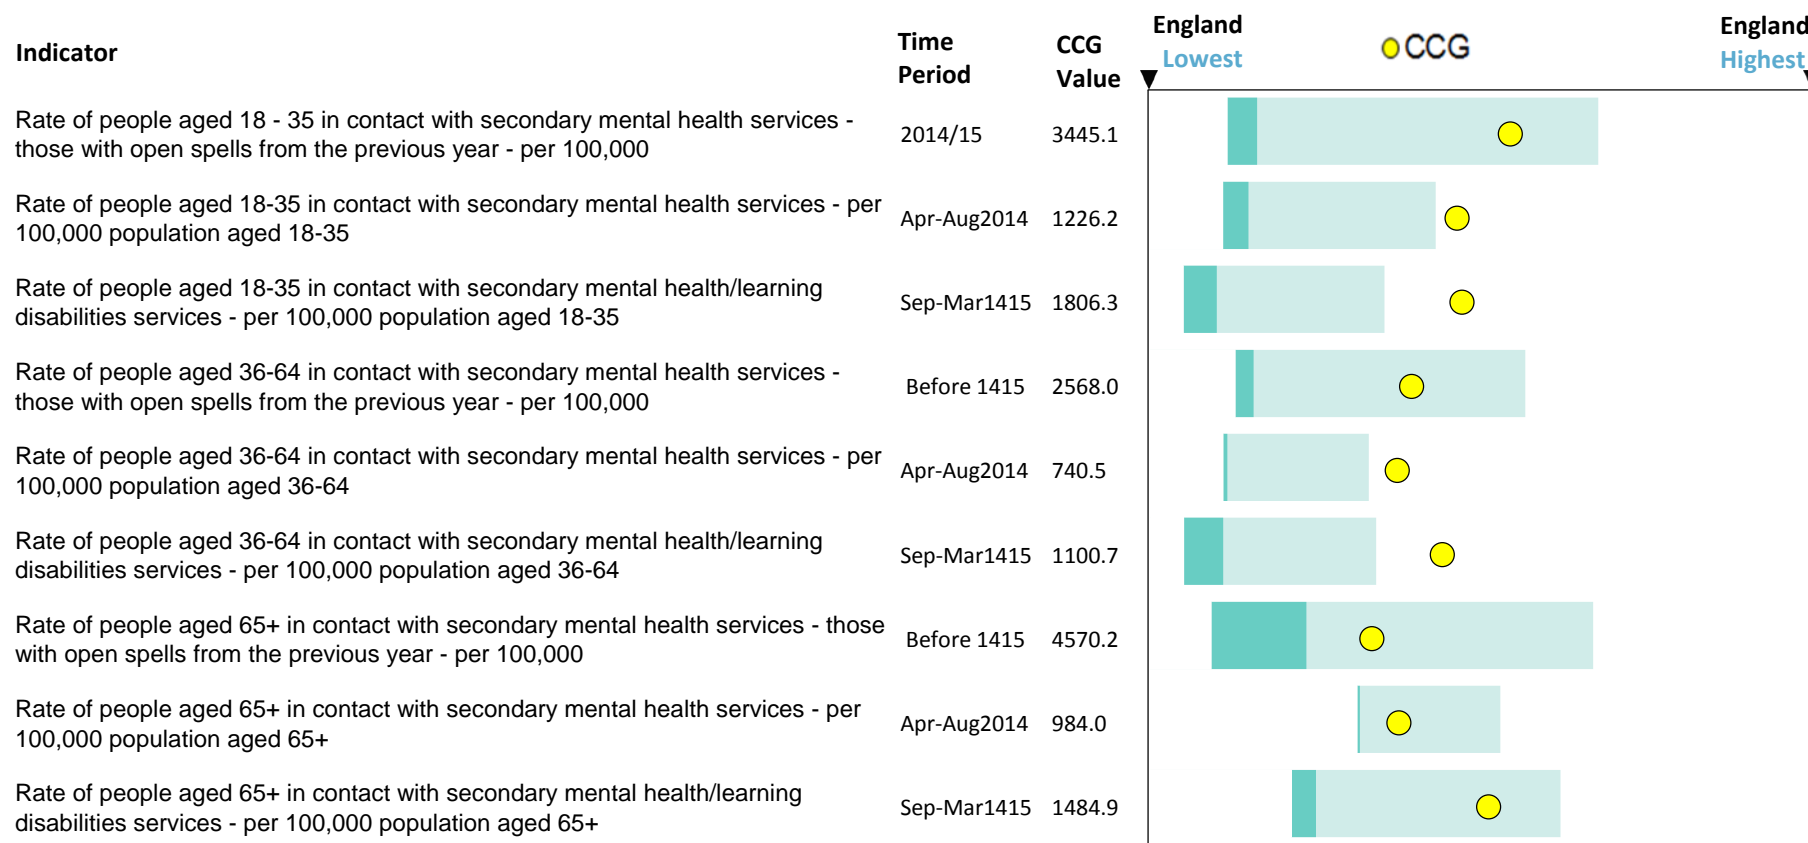 Indicator
Time
Period
CCG
Value
England
Lowest
CCG
England
Highest
Rate of people aged 18 - 35 in contact with secondary mental health services -
those with open spells from the previous year - per 100,000
2014/15
3445.1
Rate of people aged 18-35 in contact with secondary mental health services - per
100,000 population aged 18-35
Apr-Aug2014
1226.2
Rate of people aged 18-35 in contact with secondary mental health/learning
disabilities services - per 100,000 population aged 18-35
Sep-Mar1415
1806.3
Rate of people aged 36-64 in contact with secondary mental health services -
those with open spells from the previous year - per 100,000
Before 1415
2568.0
Rate of people aged 36-64 in contact with secondary mental health services - per
100,000 population aged 36-64
Apr-Aug2014
740.5
Rate of people aged 36-64 in contact with secondary mental health/learning
disabilities services - per 100,000 population aged 36-64
Sep-Mar1415
1100.7
Rate of people aged 65+ in contact with secondary mental health services - those
with open spells from the previous year - per 100,000
Before 1415
4570.2
Rate of people aged 65+ in contact with secondary mental health services - per
100,000 population aged 65+
Apr-Aug2014
984.0
Rate of people aged 65+ in contact with secondary mental health/learning
disabilities services - per 100,000 population aged 65+
Sep-Mar1415
1484.9